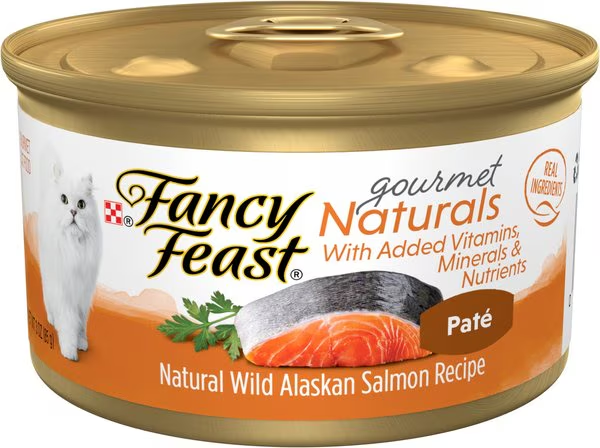 Fancy
Feast
®
®
gourmet
Naturals
With Added Vitamins,
Minerals &
Nutrients
REAL
INGREDIENTS
Paté
Natural Wild Alaskan Salmon Recipe